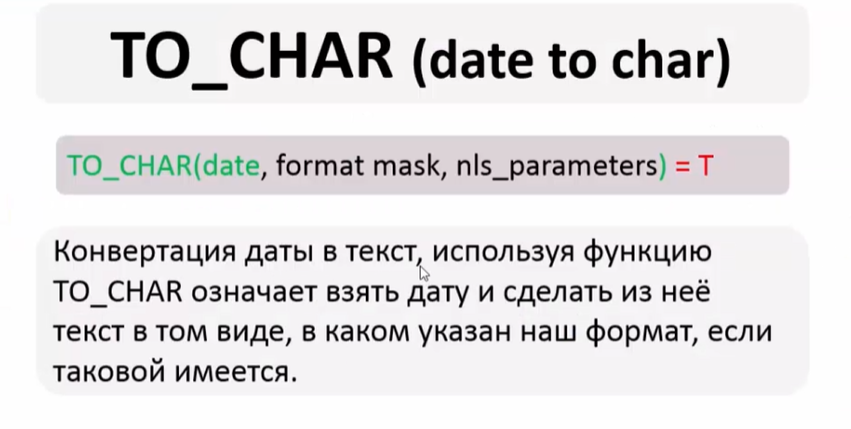 TO_CHAR (date to char)
TO_CHAR(date, format mask, nls_parameters) = T
Конвертация даты в текст, используя функцию
TO_CHAR означает взять дату и сделать из неё
текст в том виде, в каком указан наш формат, если
таковой имеется.